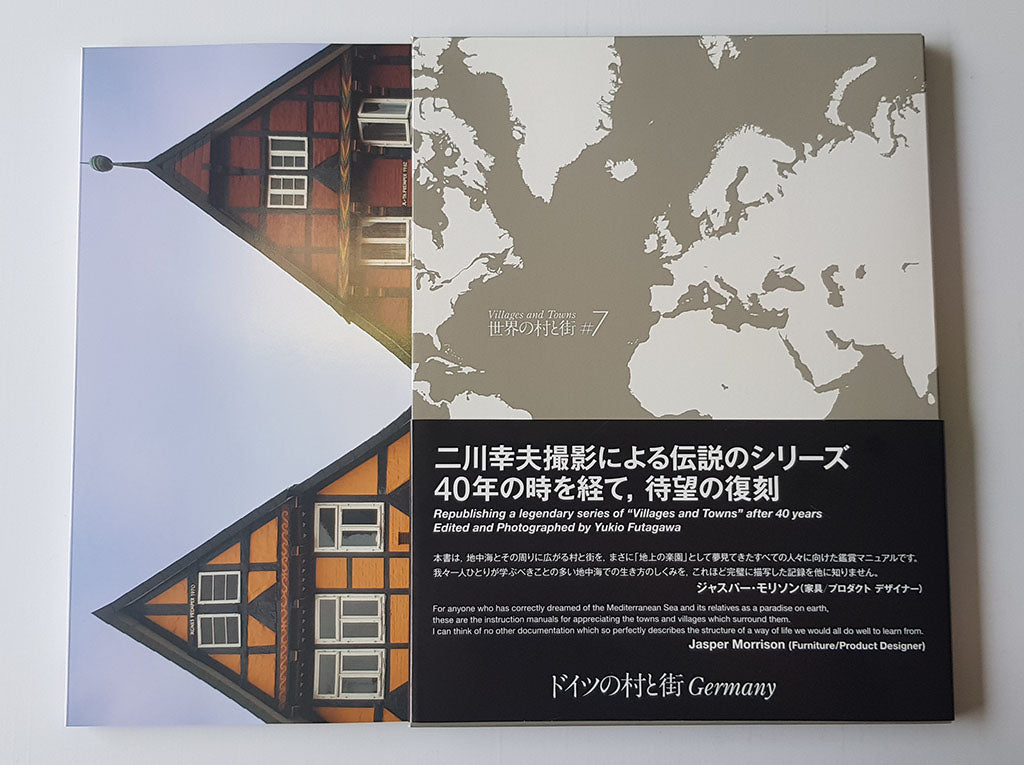 Villages and Towns
世界の村と街 #7
二川幸夫撮影による伝説のシリーズ
40年の時を経て, 待望の復刻
Republishing a legendary series of “Villages and Towns” after 40 years
Edited and Photographed by Yukio Futagawa
本書は, 地中海とその周りに広がる村と街を, まさに「地上の楽園」として夢見てきたすべての人々に向けた鑑賞マニュアルです。
我々一人ひとりが学ぶべきことの多い地中海での生き方のしくみを, これほど完璧に描写した記録を他に知りません。
ジャスパー・モリソン(家具/プロダクト デザイナー)
For anyone who has correctly dreamed of the Mediterranean Sea and its relatives as a paradise on earth,
these are the instruction manuals for appreciating the towns and villages which surround them.
I can think of no other documentation which so perfectly describes the structure of a way of life we would all do well to learn from.
Jasper Morrison (Furniture/Product Designer)
ドイツの村と街 Germany